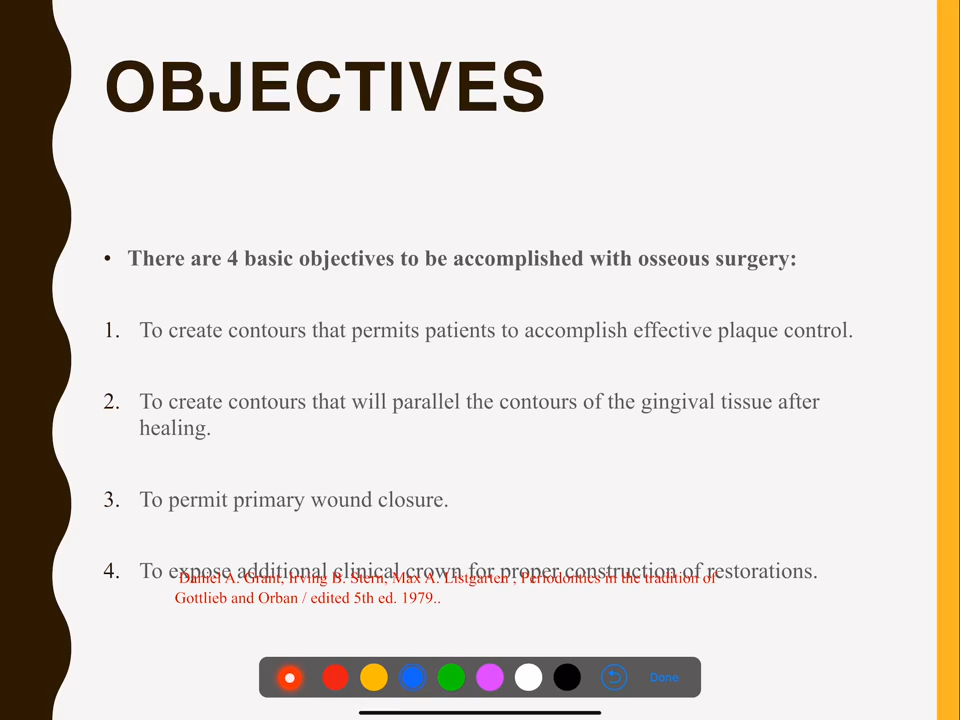 OBJECTIVES
• There are 4 basic objectives to be accomplished with osseous surgery:
1. To create contours that permits patients to accomplish effective plaque control.
2. To create contours that will parallel the contours of the gingival tissue after
healing.
3. To permit primary wound closure.
4. To expose additional clinical crown for proper construction of restorations.
Daniel A. Grant, Irving B. Stern, Max A. Listgarten , Periodontics in the tradition of
Gottlieb and Orban / edited 5th ed. 1979..
Done